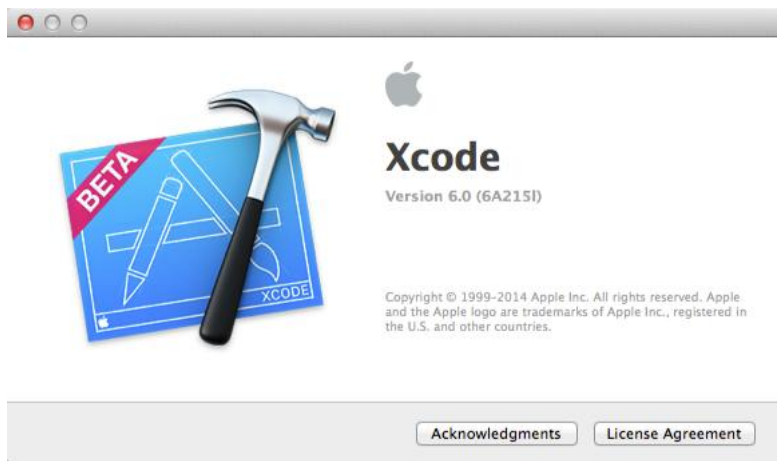 Xcode
Version 6.0 (6A215l)
BETA
XCODE
Copyright © 1999-2014 Apple Inc. All rights reserved. Apple
and the Apple logo are trademarks of Apple Inc., registered in
the U.S. and other countries.
Acknowledgments
License Agreement